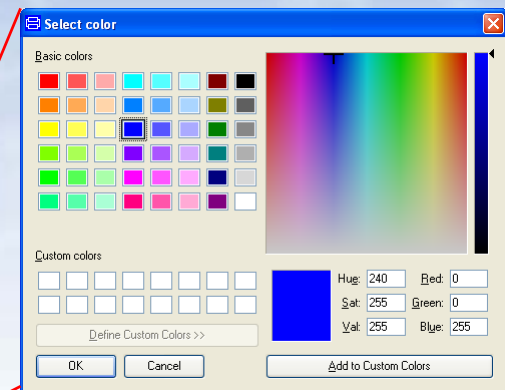 Select color
Basic colors
Custom colors
Define Custom Colors >>
OK Cancel
Hue: 240 Red: 0
Sat: 255 Green: 0
Val: 255 Blue: 255
Add to Custom Colors